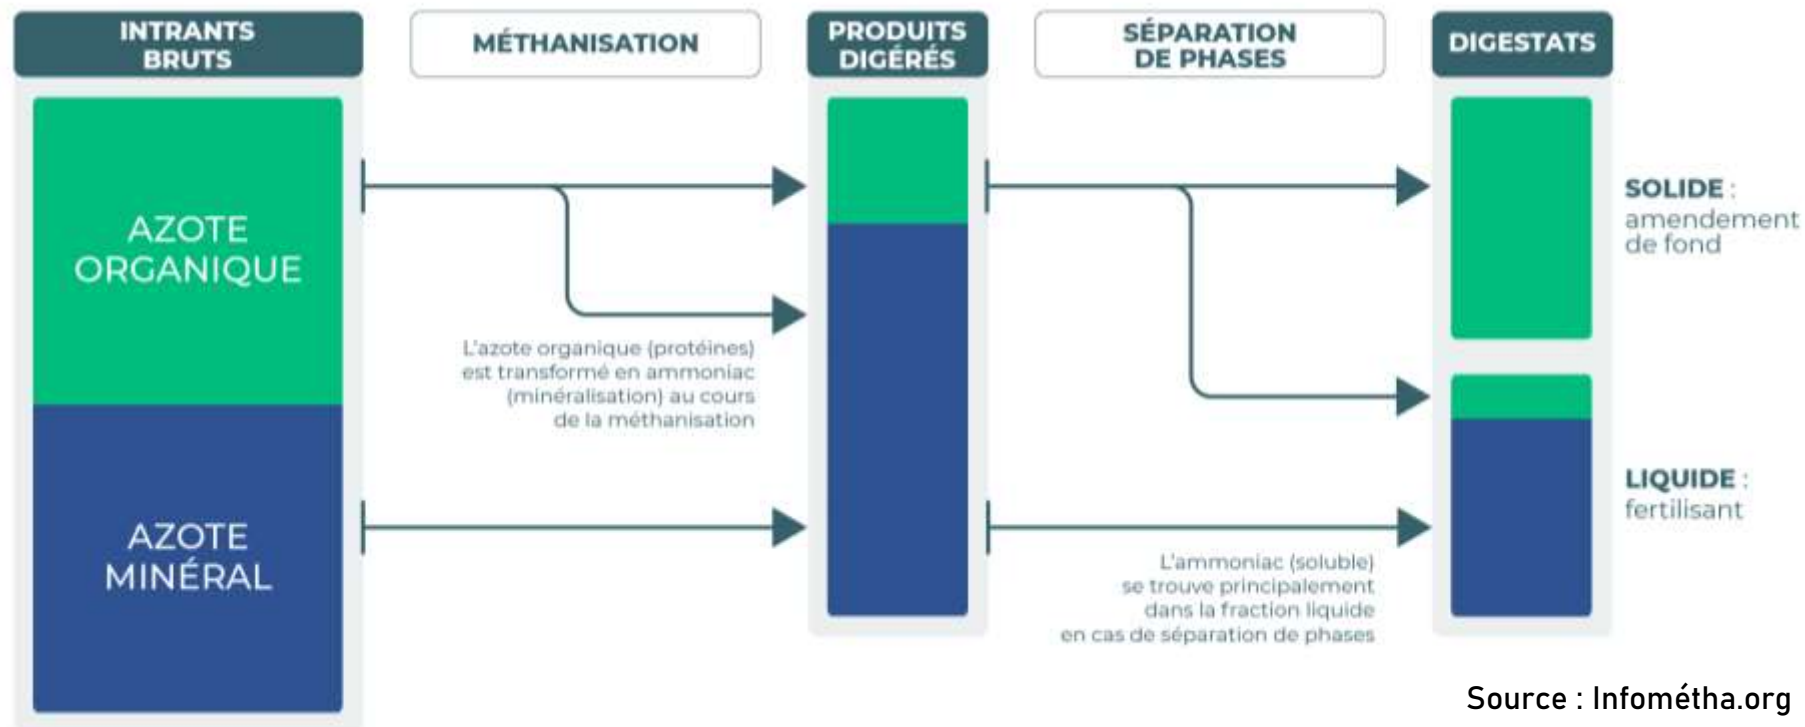 INTRANTS
BRUTS
MÉTHANISATION
PRODUITS
DIGÉRÉS
SÉPARATION
DE PHASES
DIGESTATS
AZOTE
ORGANIQUE
AZOTE
MINÉRAL
L'azote organique (protéines)
est transformé en ammoniac
(minéralisation) au cours
de la méthanisation
L'ammoniac (soluble)
se trouve principalement
dans la fraction liquide
en cas de séparation de phases
SOLIDE :
amendement
de fond
LIQUIDE :
fertilisant
Source : Infométha.org